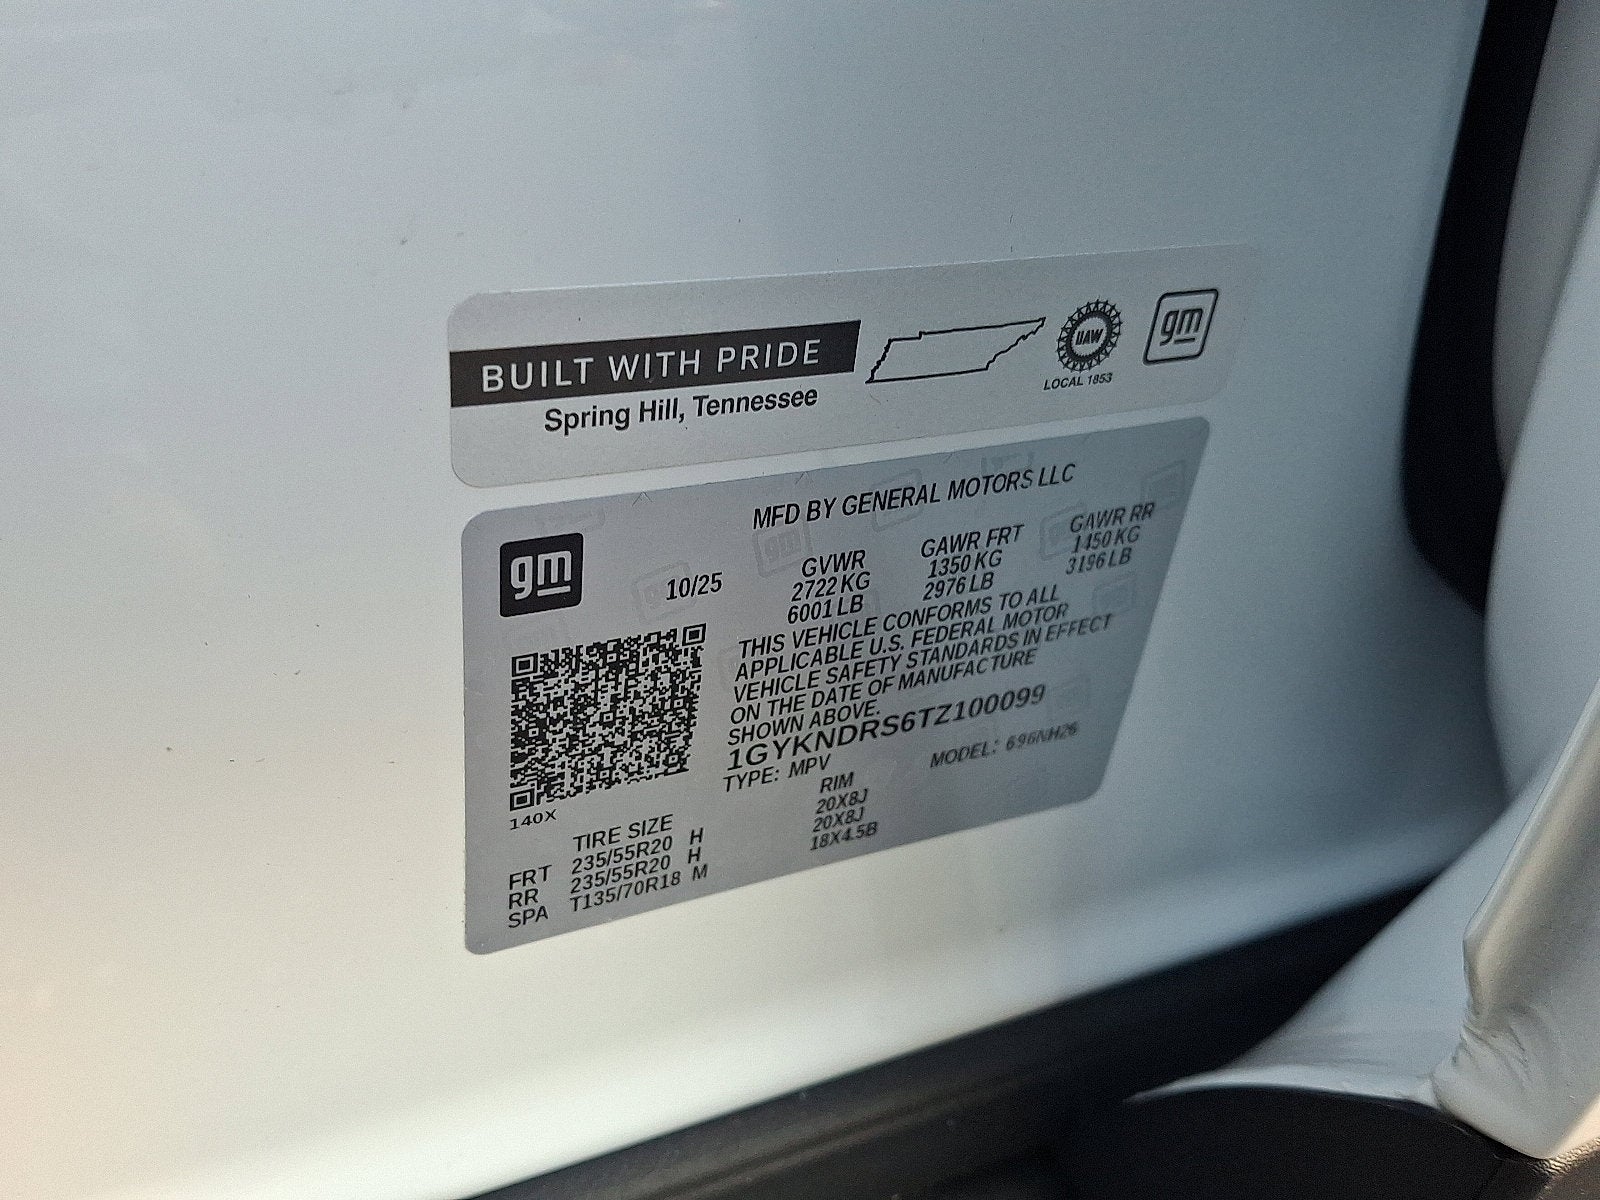 BUILT WITH PRIDE
Spring Hill, Tennessee
UAW
LOCAL 1853
gm
MFD BY GENERAL MOTORS LLC
gm
10/25
GVWR
2722 KG
6001 LB
GAWR FRT
1350 KG
2976 LB
GAWR RR
1450 KG
3196 LB
THIS VEHICLE CONFORMS TO ALL
APPLICABLE U.S. FEDERAL MOTOR
VEHICLE SAFETY STANDARDS IN EFFECT
ON THE DATE OF MANUFACTURE
SHOWN ABOVE.
1GYKNDRS6TZ100099
TYPE: MPV
MODEL: 6NH26
140X
TIRE SIZE
RIM
FRT 235/55R20 H 20X8J
RR 235/55R20 H 20X8J
SPA T135/70R18 M 18X4.5B